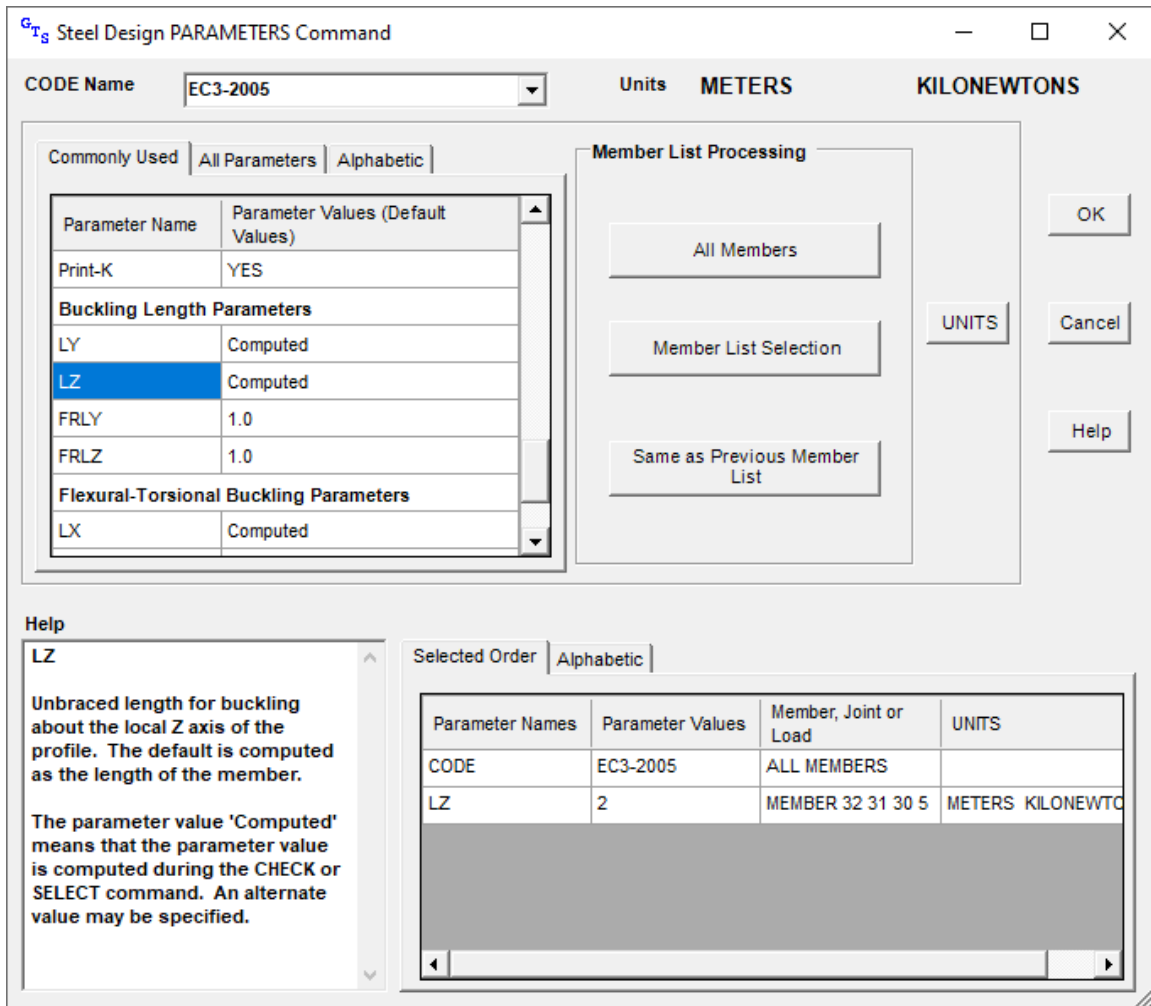 GTS Steel Design PARAMETERS Command
CODE Name
EC3-2005
Units METERS KILONEWTONS
Commonly Used
All Parameters
Alphabetic
Parameter Name
Parameter Values (Default
Values)
Print-K
YES
Buckling Length Parameters
LY
Computed
LZ
Computed
FRLY
1.0
FRLZ
1.0
Flexural-Torsional Buckling Parameters
LX
Computed
Member List Processing
All Members
Member List Selection
Same as Previous Member
List
UNITS
OK
Cancel
Help
Help
LZ
Unbraced length for buckling
about the local Z axis of the
profile. The default is computed
as the length of the member.
The parameter value 'Computed'
means that the parameter value
is computed during the CHECK or
SELECT command. An alternate
value may be specified.
Selected Order
Alphabetic
Parameter Names
Parameter Values
Member, Joint or
Load
UNITS
CODE
EC3-2005
ALL MEMBERS
LZ
2
MEMBER 32 31 30 5
METERS KILONEWTO